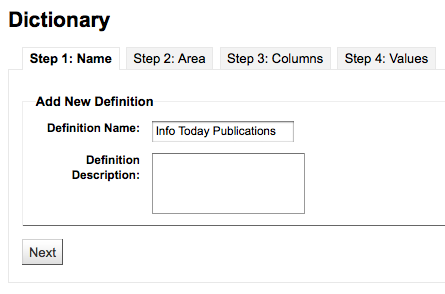 Dictionary
Step 1: Name Step 2: Area Step 3: Columns Step 4: Values
Add New Definition
Definition Name: Info Today Publications
Definition
Description:
Next